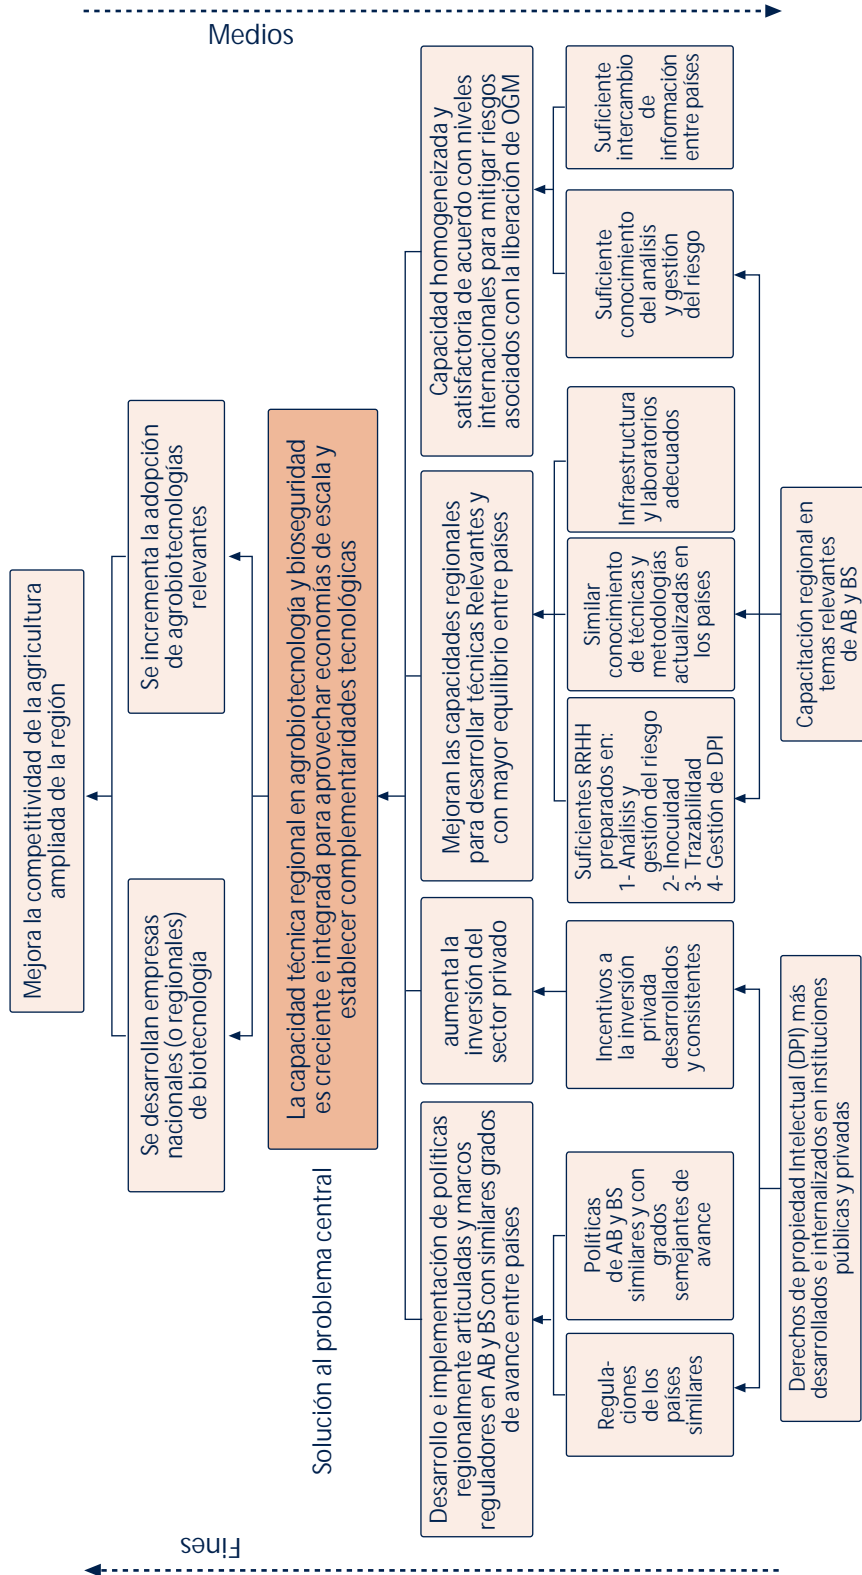 Fines
Medios
Mejora la competitividad de la agricultura
ampliada de la región
Se desarrollan empresas
nacionales (o regionales)
de biotecnología
Se incrementa la adopción
de agrobiotecnologías
relevantes
Solución al problema central
La capacidad técnica regional en agrobiotecnología y bioseguridad
es creciente e integrada para aprovechar economías de escala y
establecer complementaridades tecnológicas
Desarrollo e implementación de políticas
regionalmente articuladas y marcos
reguladores en AB y BS con similares grados
de avance entre países
aumenta la
inversión del
sector privado
Mejoran las capacidades regionales
para desarrollar técnicas Relevantes y
con mayor equilibrio entre países
Capacidad homogeneizada y
satisfactoria de acuerdo con niveles
internacionales para mitigar riesgos
asociados con la liberación de OGM
Regula-
ciones
de los
países
similares
Políticas
de AB y BS
similares y con
grados
semejantes de
avance
Incentivos a
la inversión
privada
desarrollados
y consistentes
Suficientes RRHH
preparados en:
1- Análisis y
gestión del riesgo
2- Inocuidad
3- Trazabilidad
4- Gestión de DPI
Similar
conocimiento
de técnicas y
metodologías
actualizadas en
los países
Infraestructura
y laboratorios
adecuados
Suficiente
conocimiento
del análisis
y gestión
del riesgo
Suficiente
intercambio
de
información
entre países
Derechos de propiedad Intelectual (DPI) más
desarrollados e internalizados en instituciones
públicas y privadas
Capacitación regional en
temas relevantes
de AB y BS